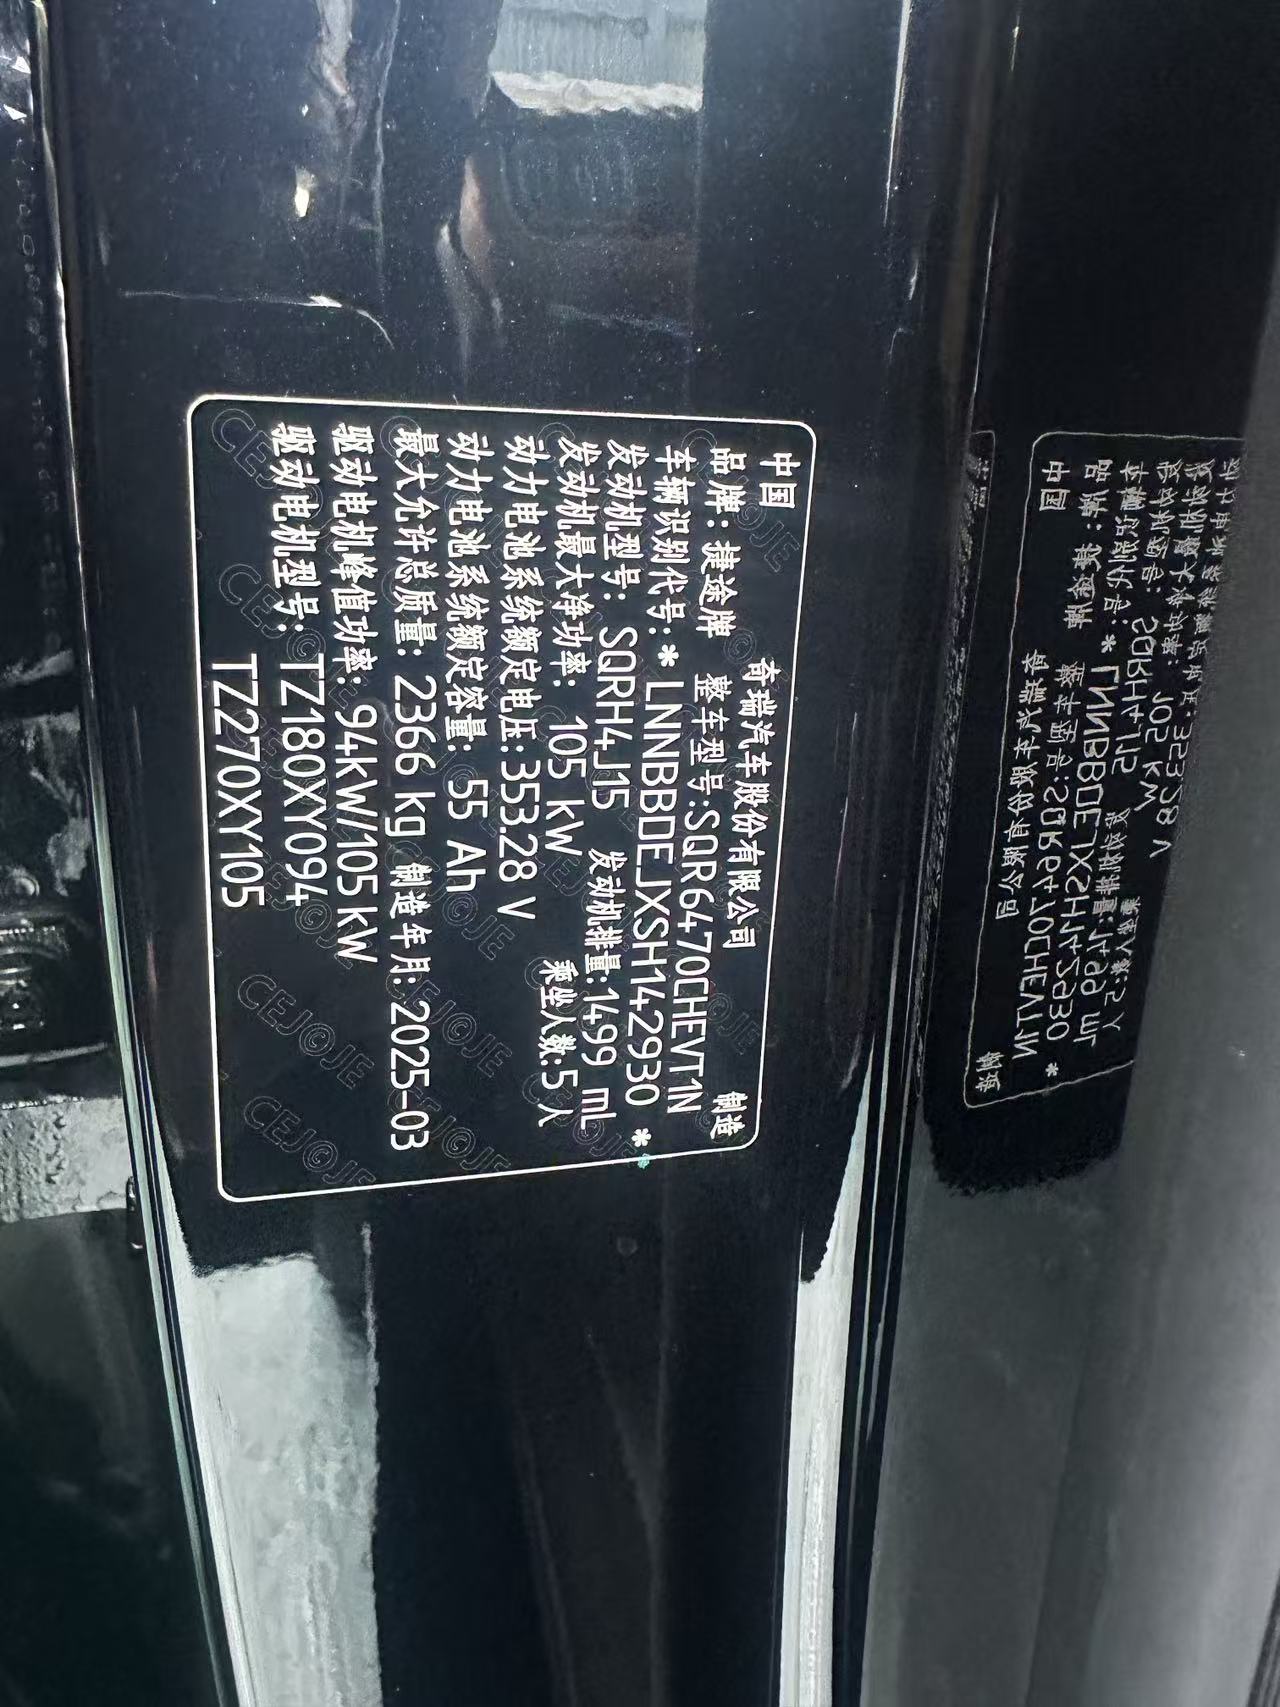 中国 奇瑞汽车股份有限公司 制造
品牌: 捷途牌 整车型号:SQR6470CHEVT1N
车辆识别代号:*LNNBBDEJXSH142930*
发动机型号: SQRH4J15 发动机排量:1499 mL
发动机最大净功率: 105 kW 乘坐人数:5人
动力电池系统额定电压:353.28 V
动力电池系统额定容量: 55 Ah
最大允许总质量: 2366 kg 制造年月: 2025-03
驱动电机峰值功率: 94kW/105kW
驱动电机型号: TZ180XY094
TZ270XY105
CEJ©JE